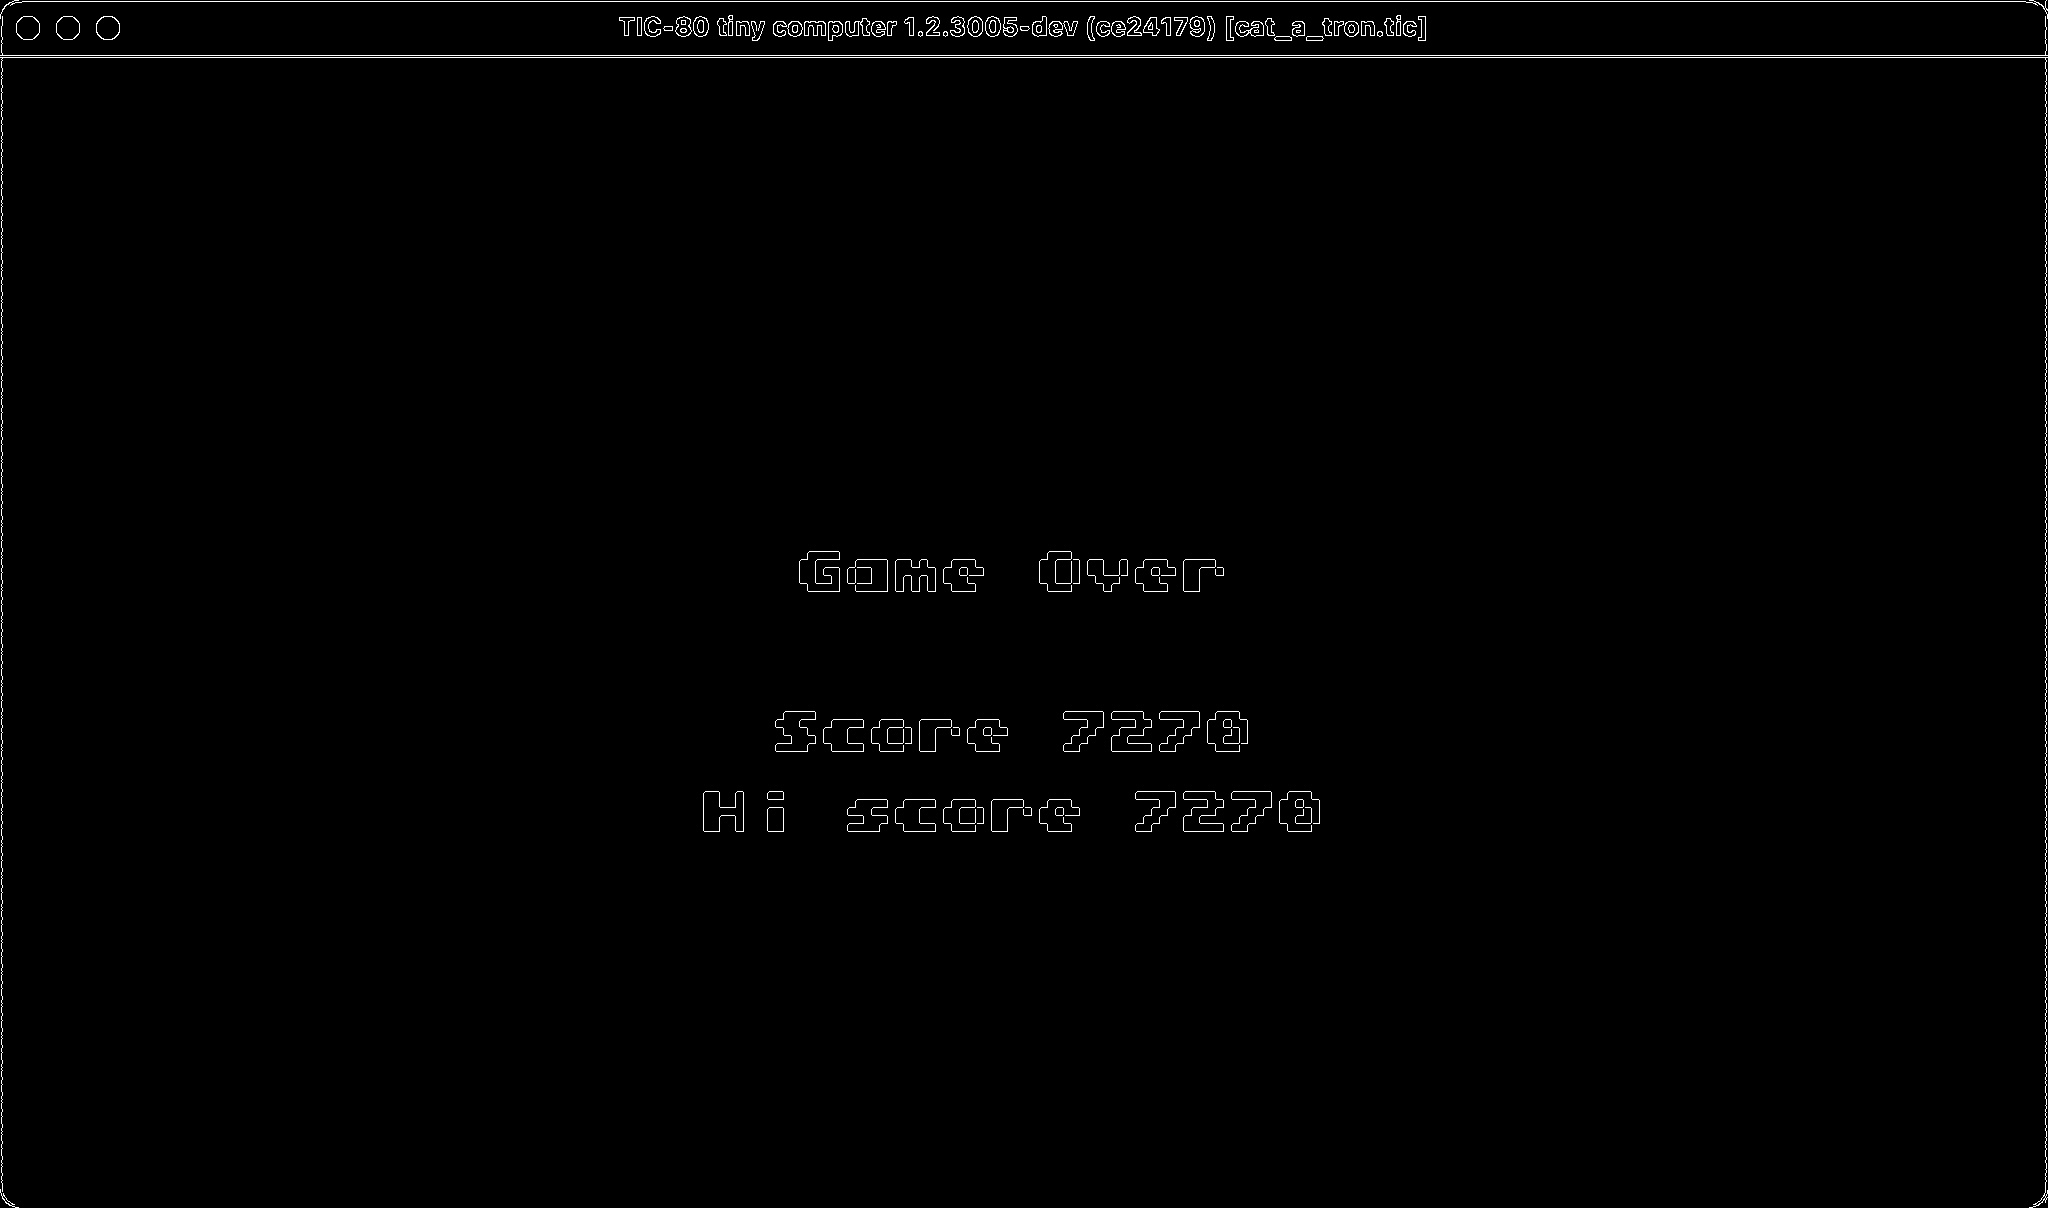 TIC-80 tiny computer 1.2.3005-dev (ce24179) [cat_a_tron.tic]
Game Over
Score 7270
Hi score 7270